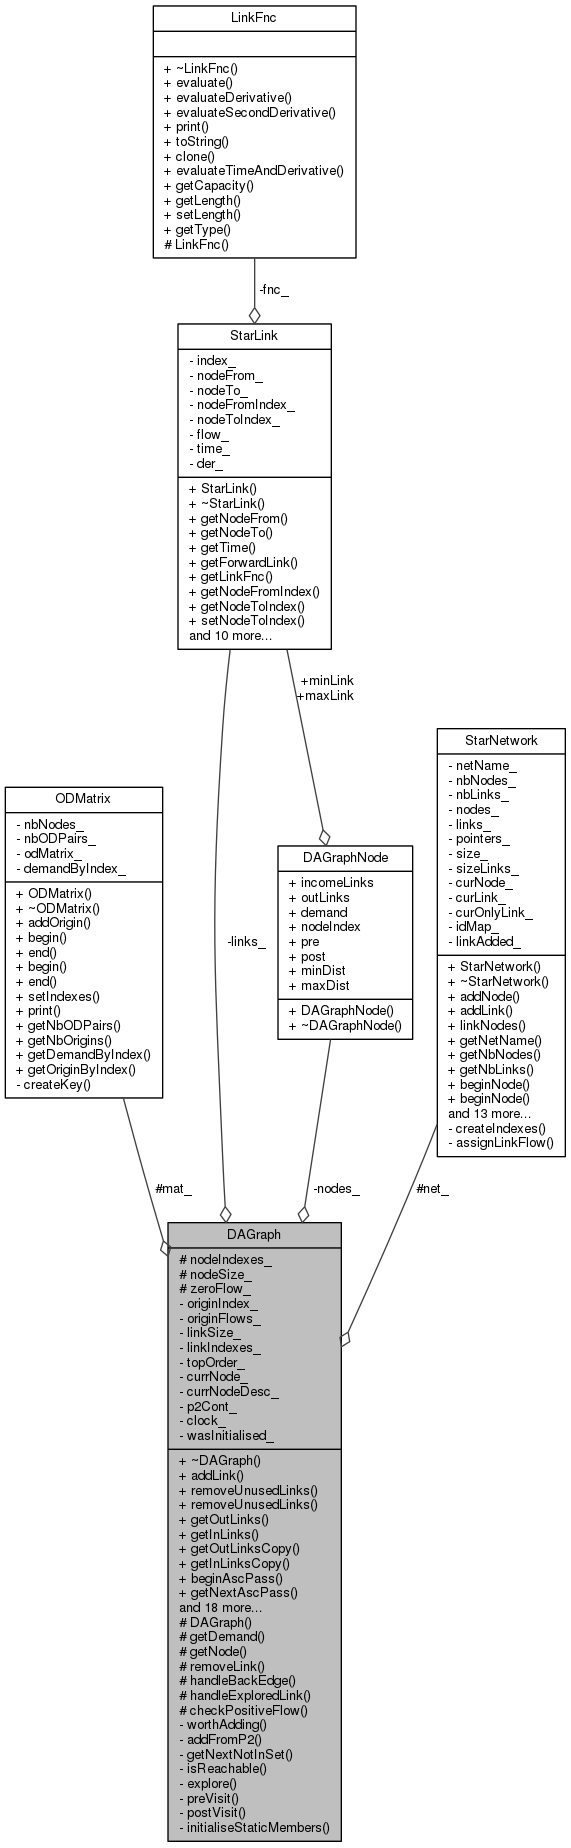 LinkFnc
+ ~LinkFnc()
+ evaluate()
+ evaluateDerivative()
+ evaluateSecondDerivative()
+ print()
+ toString()
+ clone()
+ evaluateTimeAndDerivative()
+ getCapacity()
+ getLength()
+ setLength()
+ getType()
# LinkFnc()
-fnc_
StarLink
- index_
- nodeFrom_
- nodeTo_
- nodeFromIndex_
- nodeToIndex_
- flow_
- time_
- der_
+ StarLink()
+ ~StarLink()
+ getNodeFrom()
+ getNodeTo()
+ getTime()
+ getForwardLink()
+ getLinkFnc()
+ getNodeFromIndex()
+ getNodeToIndex()
+ setNodeToIndex()
and 10 more...
+minLink
+maxLink
StarNetwork
- netName_
- nbNodes_
- nbLinks_
- nodes_
- links_
- pointers_
- size_
- sizeLinks_
- curNode_
- curLink_
- curOnlyLink_
- idMap_
- linkAdded_
+ StarNetwork()
+ ~StarNetwork()
+ addNode()
+ addLink()
+ linkNodes()
+ getNetName()
+ getNbNodes()
+ getNbLinks()
+ beginNode()
+ beginNode()
and 13 more...
- createIndexes()
- assignLinkFlow()
ODMatrix
- nbNodes_
- nbODPairs_
- odMatrix_
- demandByIndex_
+ ODMatrix()
+ ~ODMatrix()
+ addOrigin()
+ begin()
+ end()
+ begin()
+ end()
+ setIndexes()
+ print()
+ getNbODPairs()
+ getNbOrigins()
+ getDemandByIndex()
+ getOriginByIndex()
- createKey()
DAGraphNode
+ incomeLinks
+ outLinks
+ demand
+ nodeIndex
+ pre
+ post
+ minDist
+ maxDist
+ DAGraphNode()
+ ~DAGraphNode()
-links_
#mat_
-nodes_
#net_
DAGraph
# nodeIndexes_
# nodeSize_
# zeroFlow_
- originIndex_
- originFlows_
- linkSize_
- linkIndexes_
- topOrder_
- currNode_
- currNodeDesc_
- p2Cont_
- clock_
- wasInitialised_
+ ~DAGraph()
+ addLink()
+ removeUnusedLinks()
+ removeUnusedLinks()
+ getOutLinks()
+ getInLinks()
+ getOutLinksCopy()
+ getInLinksCopy()
+ beginAscPass()
+ getNextAscPass()
and 18 more...
# DAGraph()
# getDemand()
# getNode()
# removeLink()
# handleBackEdge()
# handleExploredLink()
# checkPositiveFlow()
- worthAdding()
- addFromP2()
- getNextNotInSet()
- isReachable()
- explore()
- preVisit()
- postVisit()
- initialiseStaticMembers()